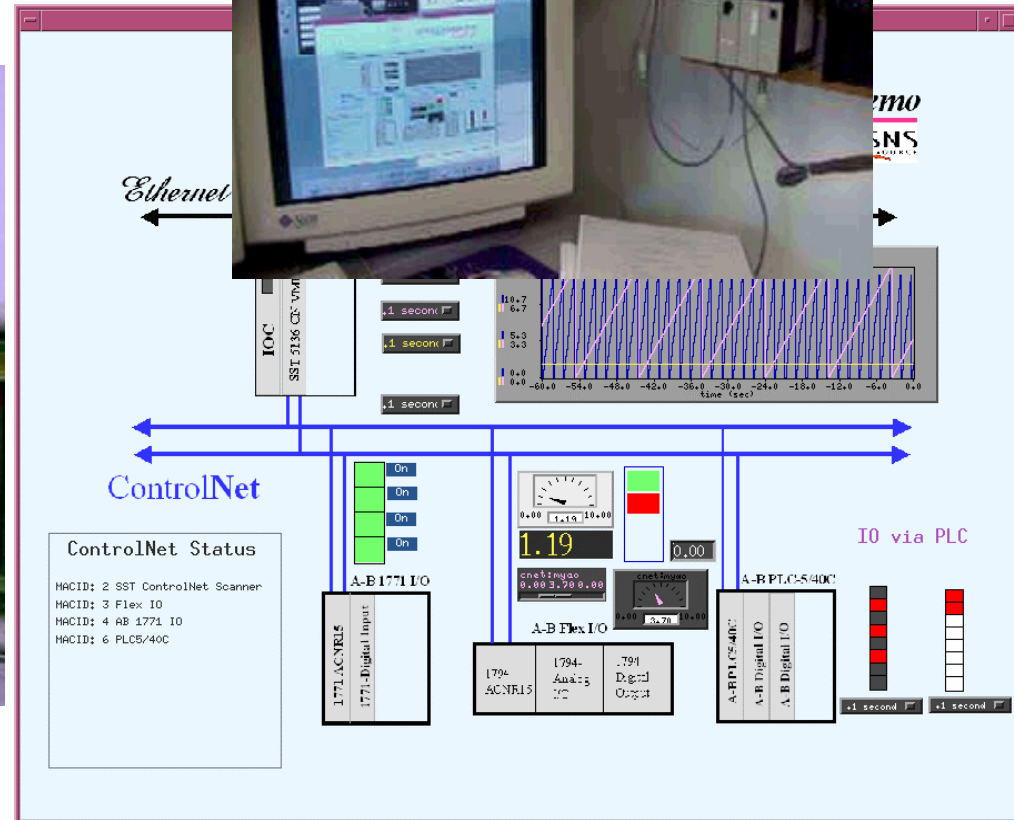 emo
SNS
Ethernet
IOC
SST 5136 CN VME
.1 second
.1 second
.1 second
10.7
6.7
5.3
3.3
0.0
0.0
-60.0 -54.0 -48.0 -42.0 -36.0 -30.0 -24.0 -18.0 -12.0 -6.0 0.0
time (sec)
ControlNet
On
On
On
On
0.00 1.19 10.00
1.19
cnet:myao
0.00 3.70 0.00
0.00
cnet:myao
0.00 3.70 10.00
IO via PLC
ControlNet Status
MACID: 2 SST ControlNet Scanner
MACID: 3 Flex IO
MACID: 4 AB 1771 IO
MACID: 6 PLC5/40C
A-B 1771 I/O
1771 ACNR15
1771-Digital Input
A-B Flex I/O
1794-
ACNR15
1794-
Analog
I/O
1794
Digital
Output
A-B PLC-5/40C
A-B PLC5/40C
A-B Digital I/O
A-B Digital I/O
.1 second
.1 second